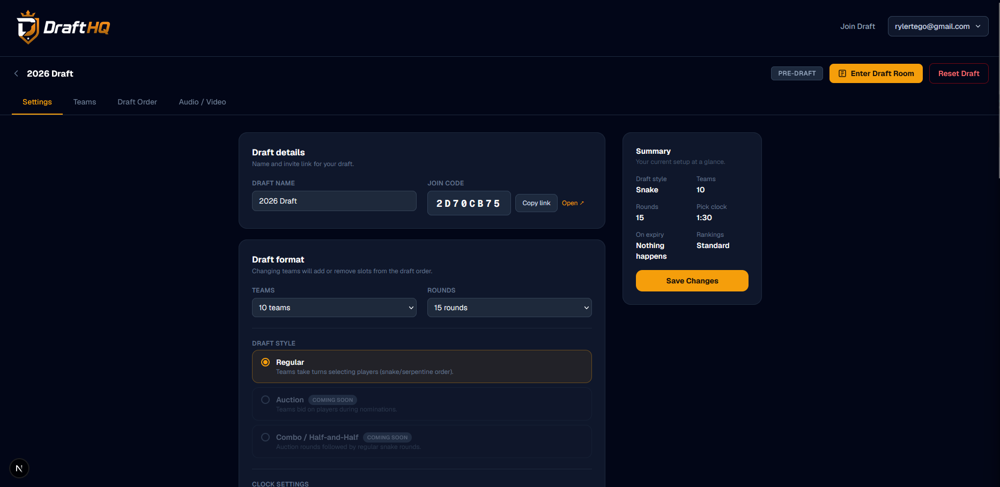 DraftHQ
Join Draft
rylertego@gmail.com
2026 Draft
PRE-DRAFT
Enter Draft Room
Reset Draft
Settings
Teams
Draft Order
Audio / Video
Draft details
Name and invite link for your draft.
DRAFT NAME
JOIN CODE
2026 Draft
2D70CB75
Copy link
Open ↗
Draft format
Changing teams will add or remove slots from the draft order.
TEAMS
ROUNDS
10 teams
15 rounds
DRAFT STYLE
Regular
Teams take turns selecting players (snake/serpentine order).
Auction COMING SOON
Teams bid on players during nominations.
Combo / Half-and-Half COMING SOON
Auction rounds followed by regular snake rounds.
CLOCK SETTINGS
Summary
Your current setup at a glance.
Draft style
Teams
Snake
10
Rounds
Pick clock
15
1:30
On expiry
Rankings
Nothing happens
Standard
Save Changes
N